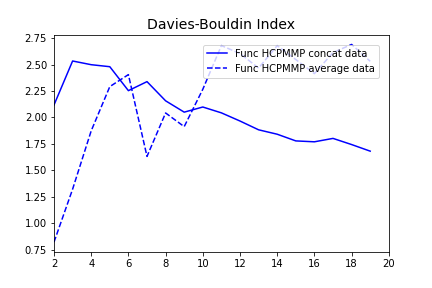 Davies-Bouldin Index
Func HCPMMP concat data
Func HCPMMP average data
2.75
2.50
2.25
2.00
1.75
1.50
1.25
1.00
0.75
2 4 6 8 10 12 14 16 18 20